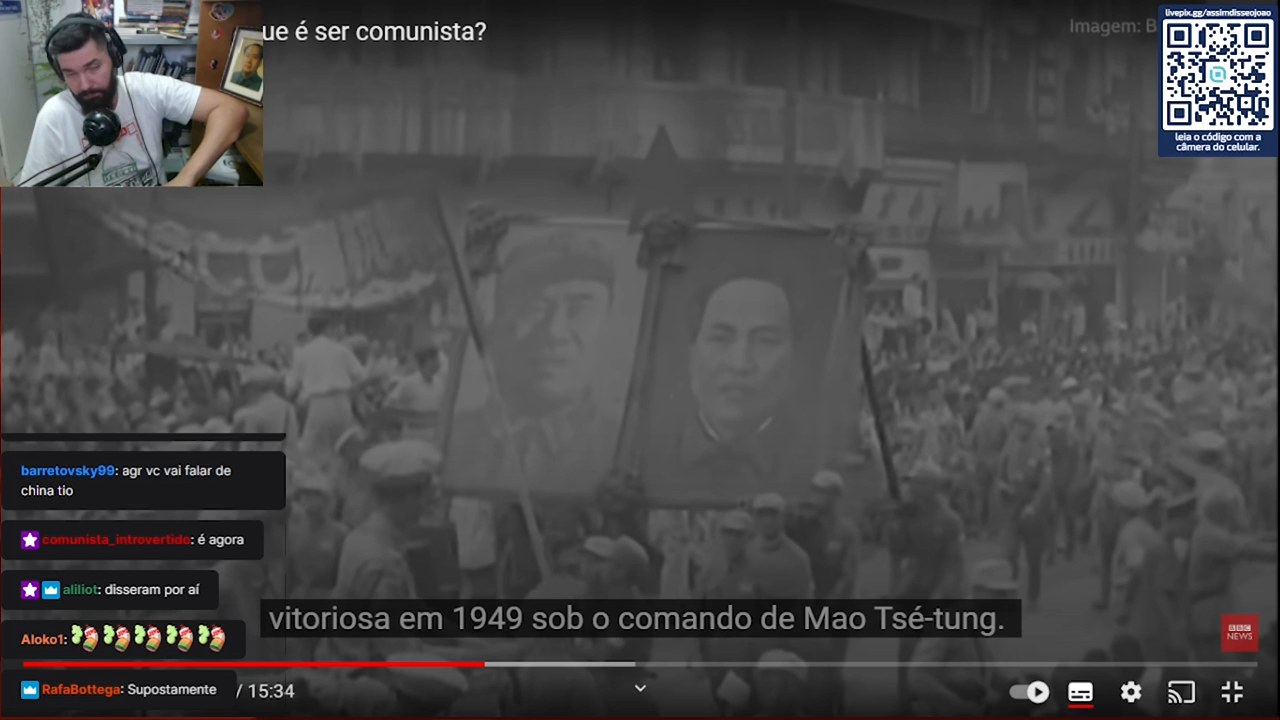 ue é ser comunista?
Imagem: B
livepix.gg/assimdisseojoao
leia o código com a
câmera do celular.
barretovsky99: agr vc vai falar de
china tio
comunista_introvertido: é agora
aliliot: disseram por aí
Aloko1:
RafaBottega: Supostamente
vitoriosa em 1949 sob o comando de Mao Tsé-tung.
BBC
NEWS
/ 15:34